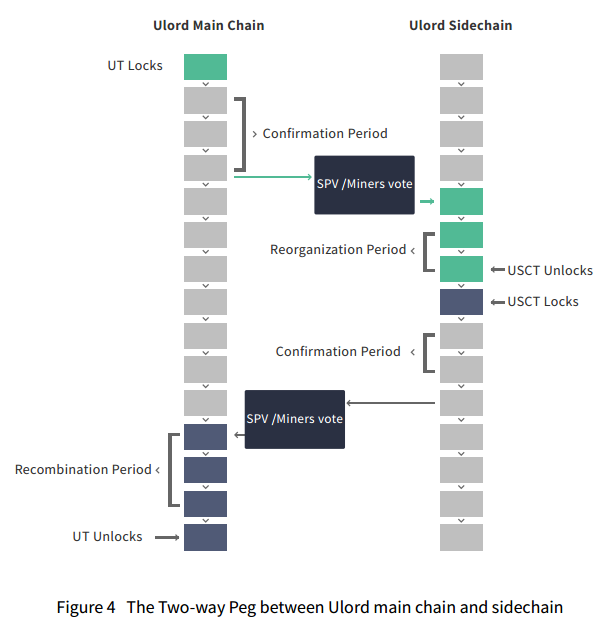 Ulord Main Chain
Ulord Sidechain
UT Locks
Confirmation Period
SPV /Miners vote
Reorganization Period
USCT Unlocks
USCT Locks
Confirmation Period
SPV /Miners vote
Recombination Period
UT Unlocks
Figure 4 The Two-way Peg between Ulord main chain and sidechain